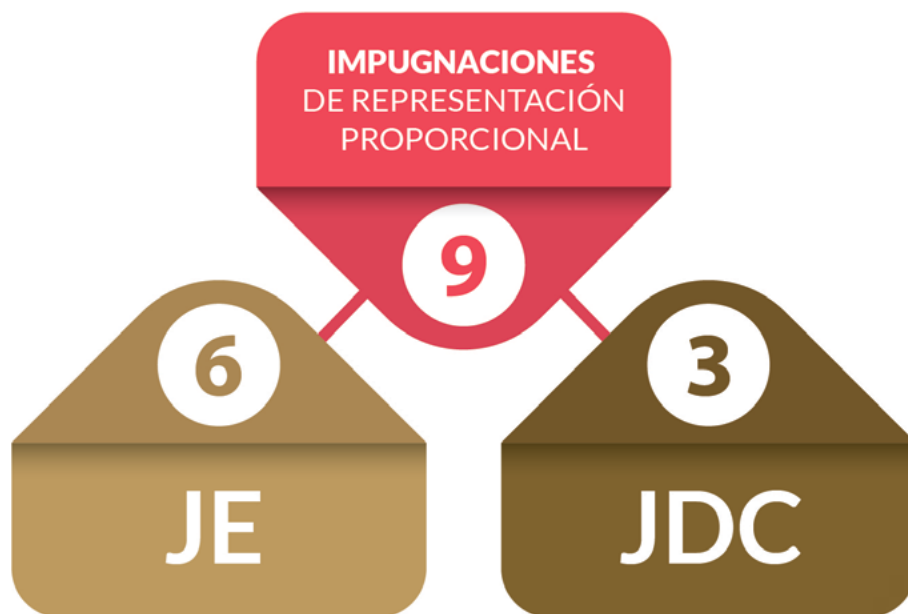 IMPUGNACIONES
DE REPRESENTACIÓN
PROPORCIONAL
9
6
3
JE
JDC